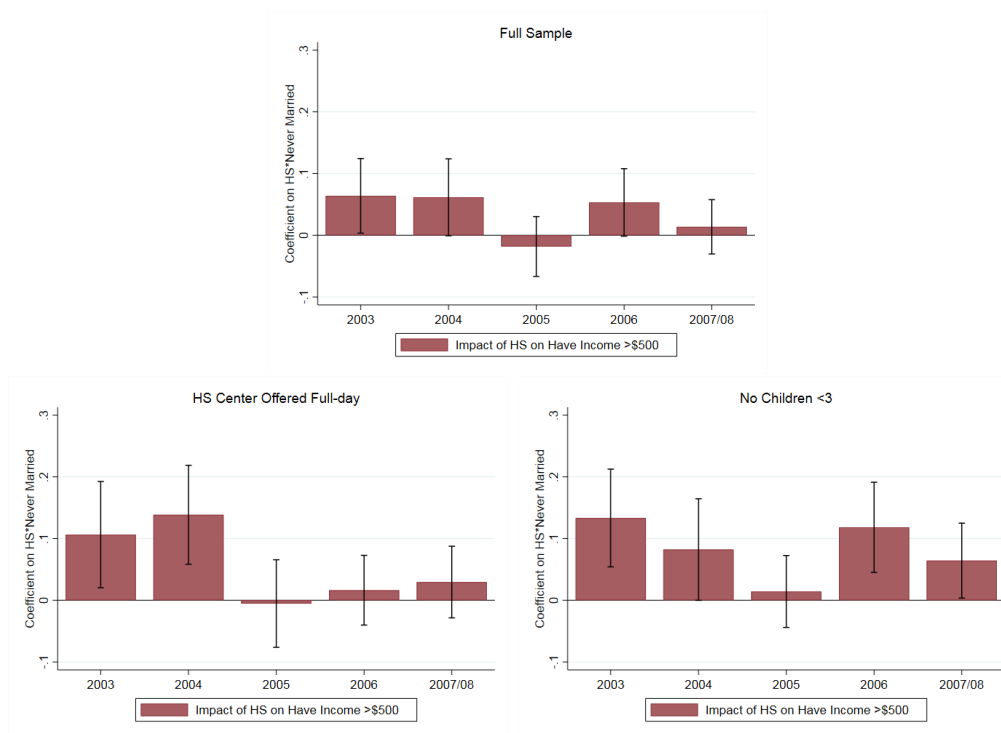 Full Sample
Coefficient on HS*Never Married
.3
.2
.1
0
-.1
2003 2004 2005 2006 2007/08
Impact of HS on Have Income >$500
HS Center Offered Full-day
Coefficient on HS*Never Married
.3
.2
.1
0
-.1
2003 2004 2005 2006 2007/08
Impact of HS on Have Income >$500
No Children <3
Coefficient on HS*Never Married
.3
.2
.1
0
-.1
2003 2004 2005 2006 2007/08
Impact of HS on Have Income >$500